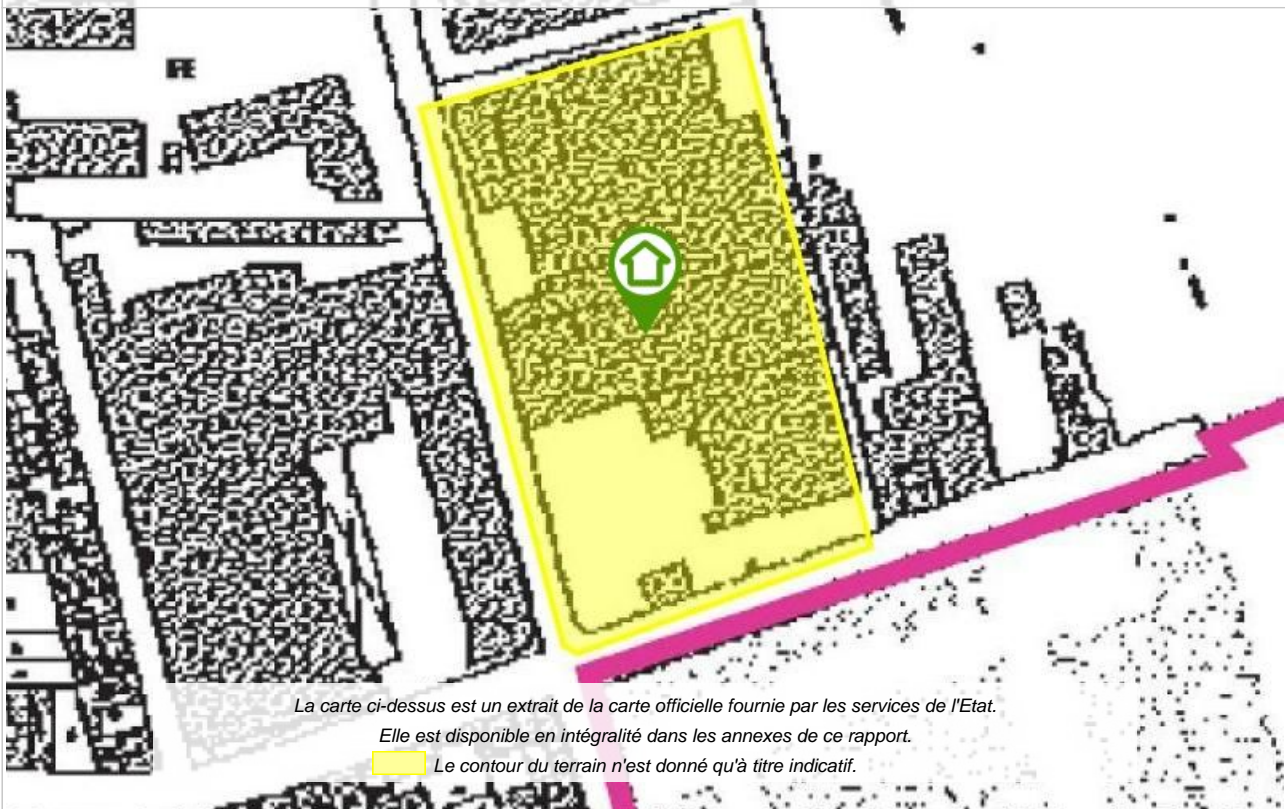 La carte ci-dessus est un extrait de la carte officielle fournie par les services de l'Etat.
Elle est disponible en intégralité dans les annexes de ce rapport.
Le contour du terrain n'est donné qu'à titre indicatif.